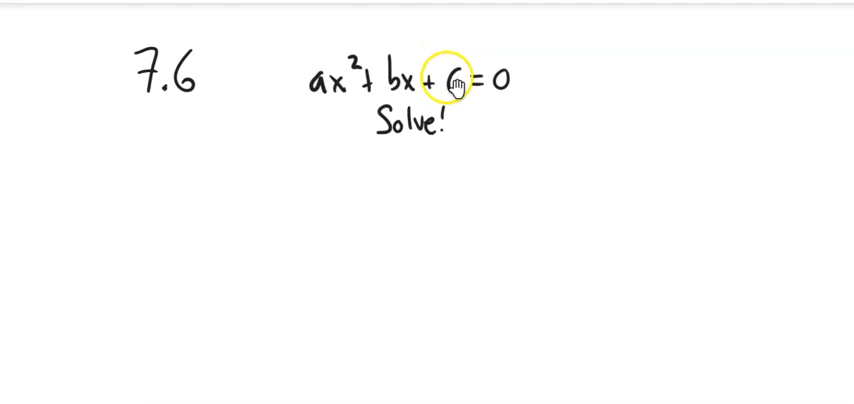 7.6 ax² + bx + c = 0
Solve!